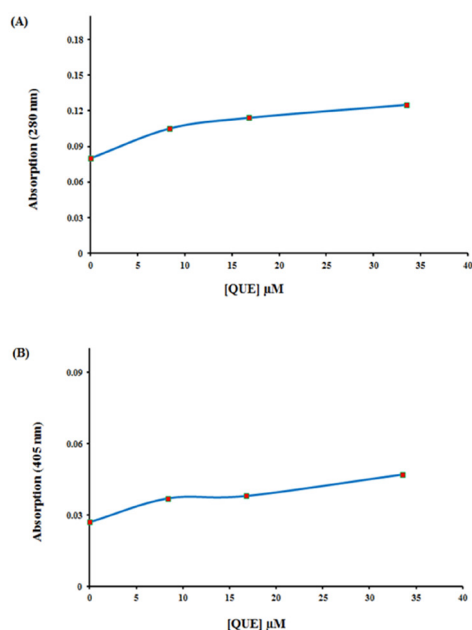 (A)
0.18
0.15
0.12
0.09
0.06
0.03
0
Absorption (280 nm)
0 5 10 15 20 25 30 35 40
[QUE] µM
(B)
0.09
0.06
0.03
0
Absorption (405 nm)
0 5 10 15 20 25 30 35 40
[QUE] µM